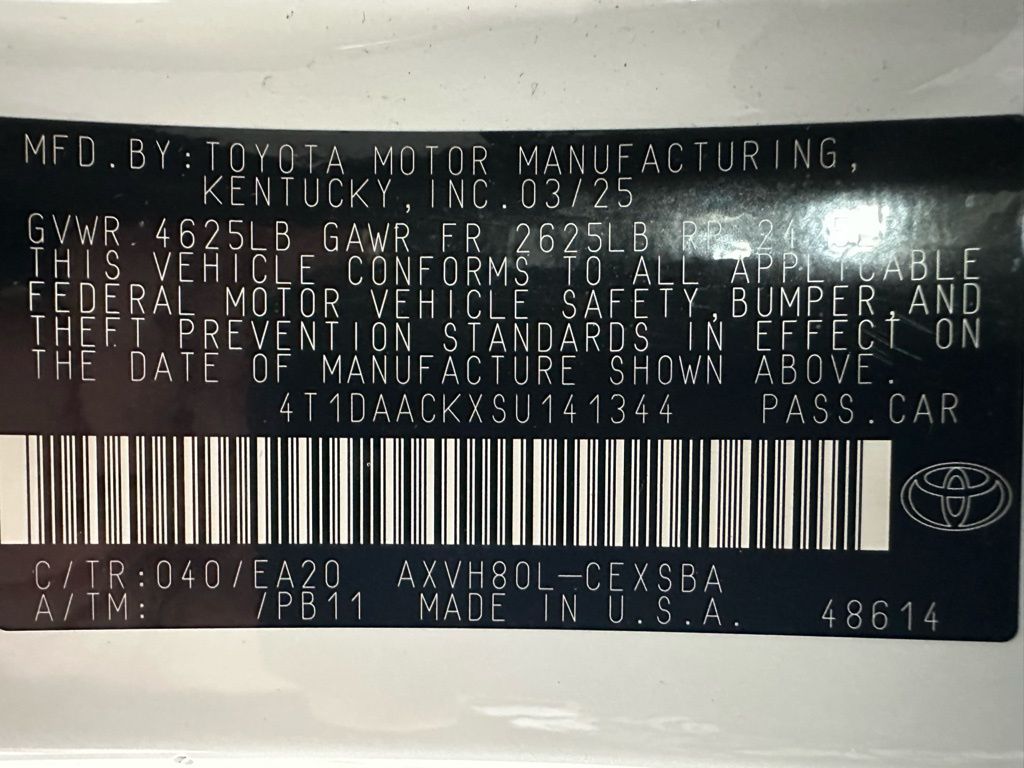 MFD.BY:TOYOTA MOTOR MANUFACTURING,
KENTUCKY,INC.03/25
GVWR 4625LB GAWR FR 2625LB RR
THIS VEHICLE CONFORMS TO ALL APPLICABLE
FEDERAL MOTOR VEHICLE SAFETY,BUMPER,AND
THEFT PREVENTION STANDARDS IN EFFECT ON
THE DATE OF MANUFACTURE SHOWN ABOVE.
4T1DAACKXSU141344 PASS.CAR
C/TR:040/EA20 AXVH80L-CEXSBA
A/TM: /PB11 MADE IN U.S.A. 48614